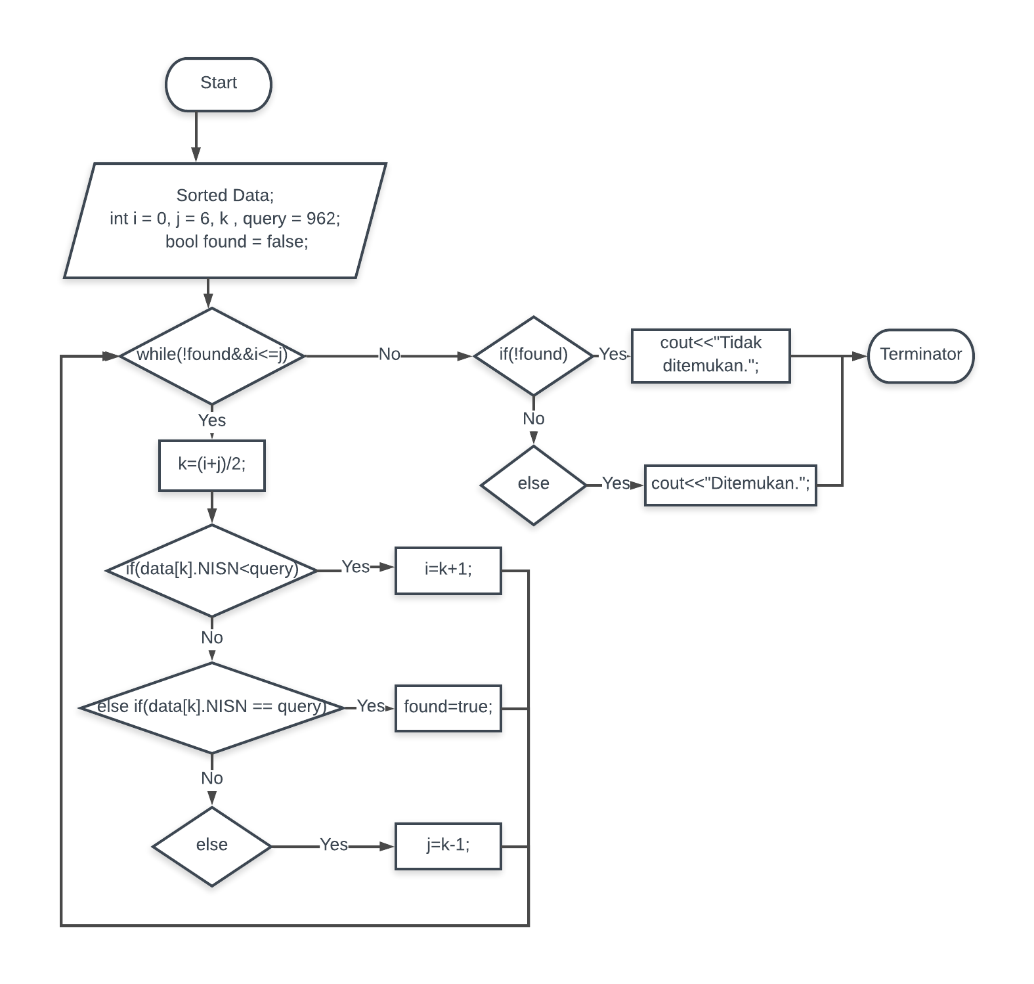 Start
Sorted Data;
int i = 0, j = 6, k , query = 962;
bool found = false;
while(!found&&i<=j)
No
if(!found)
Yes
cout<<"Tidak
ditemukan.";
Terminator
Yes
No
k=(i+j)/2;
else
Yes
cout<<"Ditemukan.";
if(data[k].NISN<query)
Yes
i=k+1;
No
else if(data[k].NISN == query)
Yes
found=true;
No
else
Yes
j=k-1;